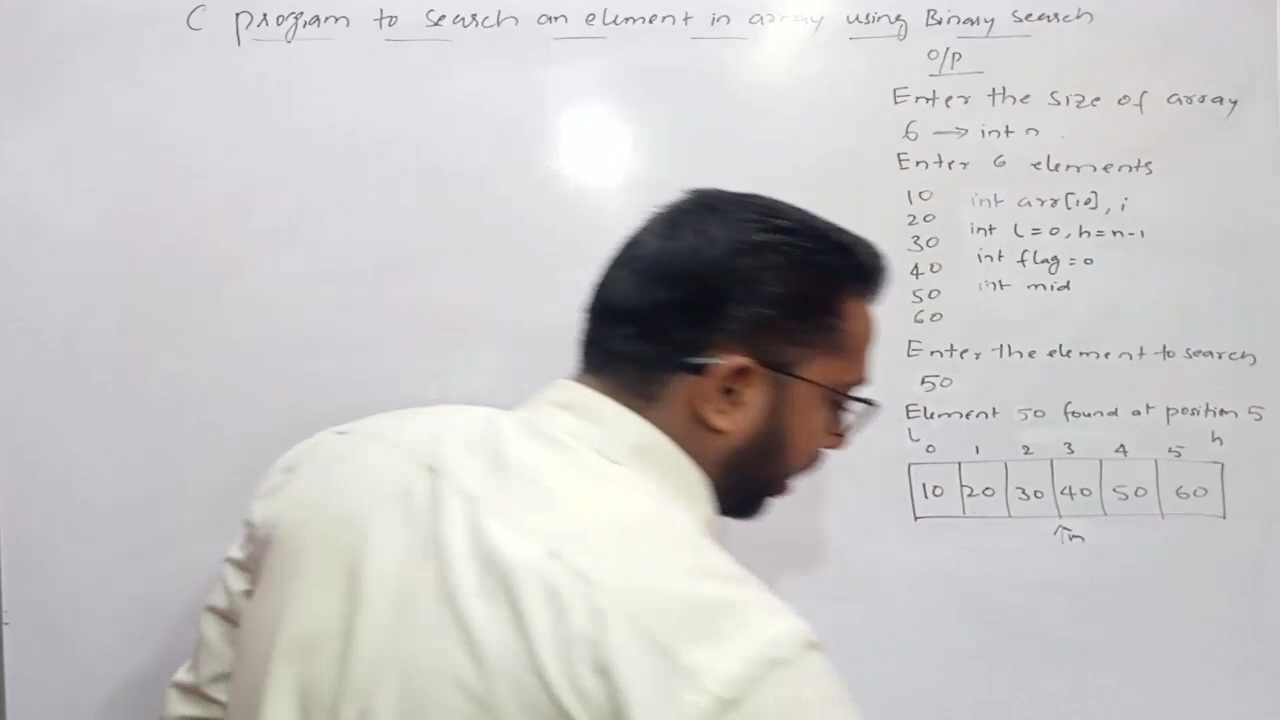 C program to search an element in array using Binary search
O/P
Enter the size of array
6 → int n
Enter 6 elements
10 int arr[10], i
20 int l=0, h=n-1
30 int flag=0
40 int mid
50
60
Enter the element to search
50
Element 50 found at position 5
L h
0 1 2 3 4 5
10 20 30 40 50 60
↑m